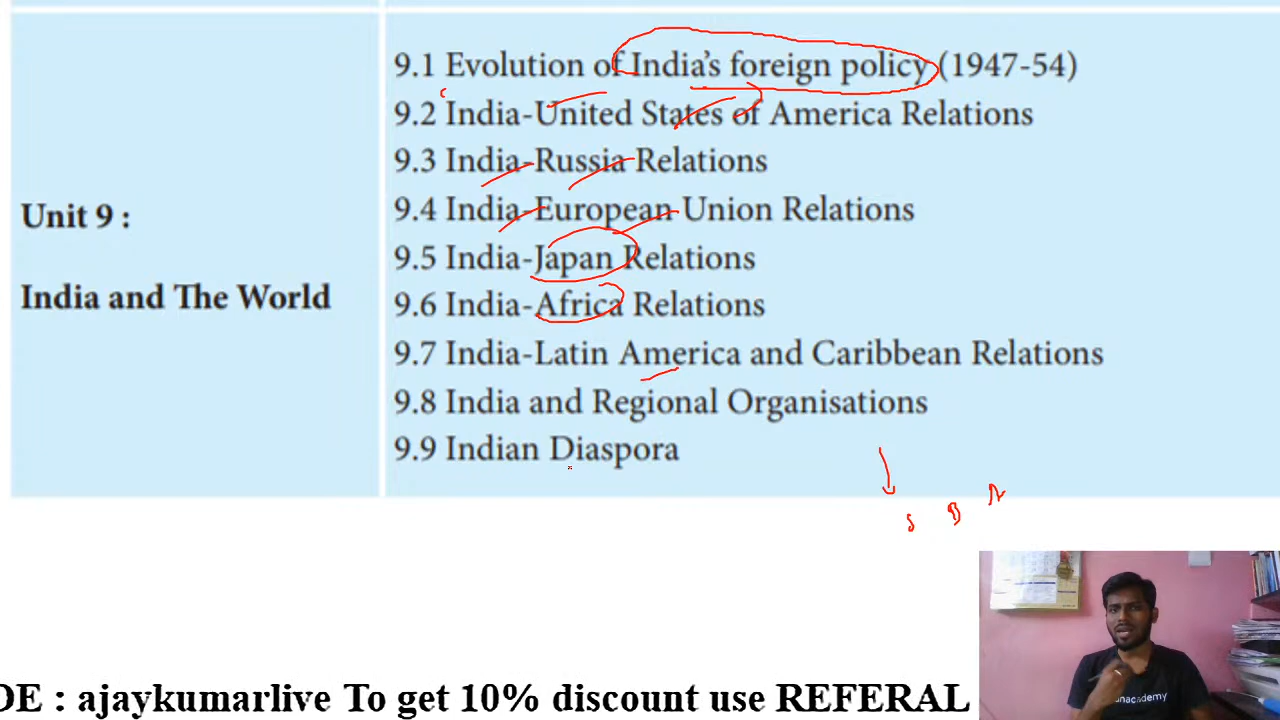 9.1 Evolution of India's foreign policy (1947-54)
9.2 India-United States of America Relations
9.3 India-Russia Relations
9.4 India-European Union Relations
9.5 India-Japan Relations
9.6 India-Africa Relations
9.7 India-Latin America and Caribbean Relations
9.8 India and Regional Organisations
9.9 Indian Diaspora
Unit 9 :
India and The World
S B A
unacademy
DE : ajaykumarlive To get 10% discount use REFERAL